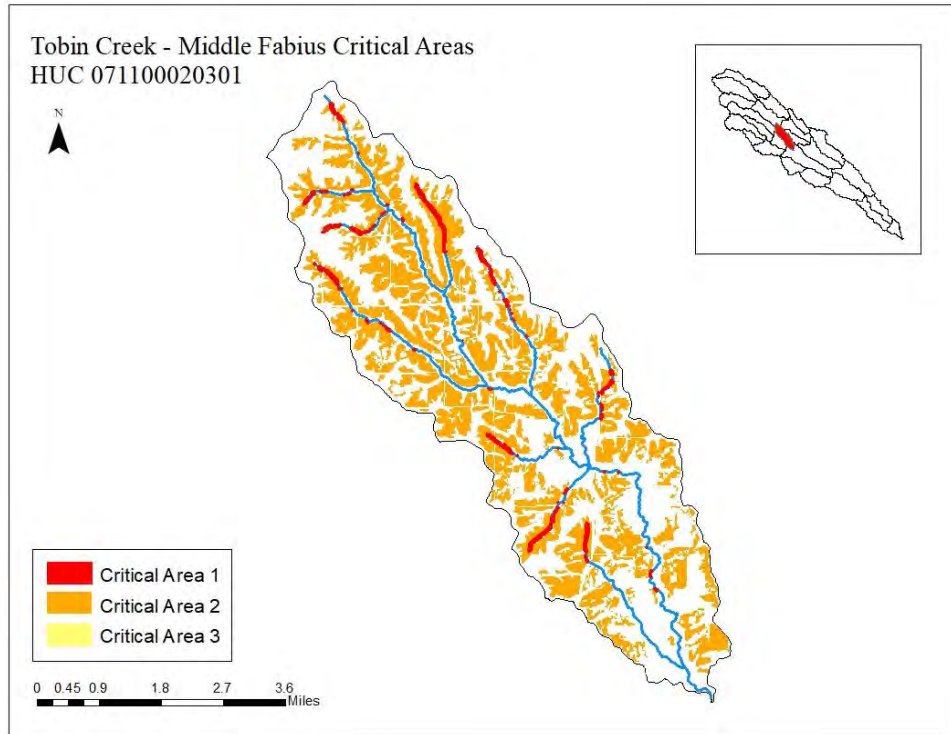 Tobin Creek - Middle Fabius Critical Areas
HUC 071100020301
N
Critical Area 1
Critical Area 2
Critical Area 3
0 0.45 0.9 1.8 2.7 3.6
Miles